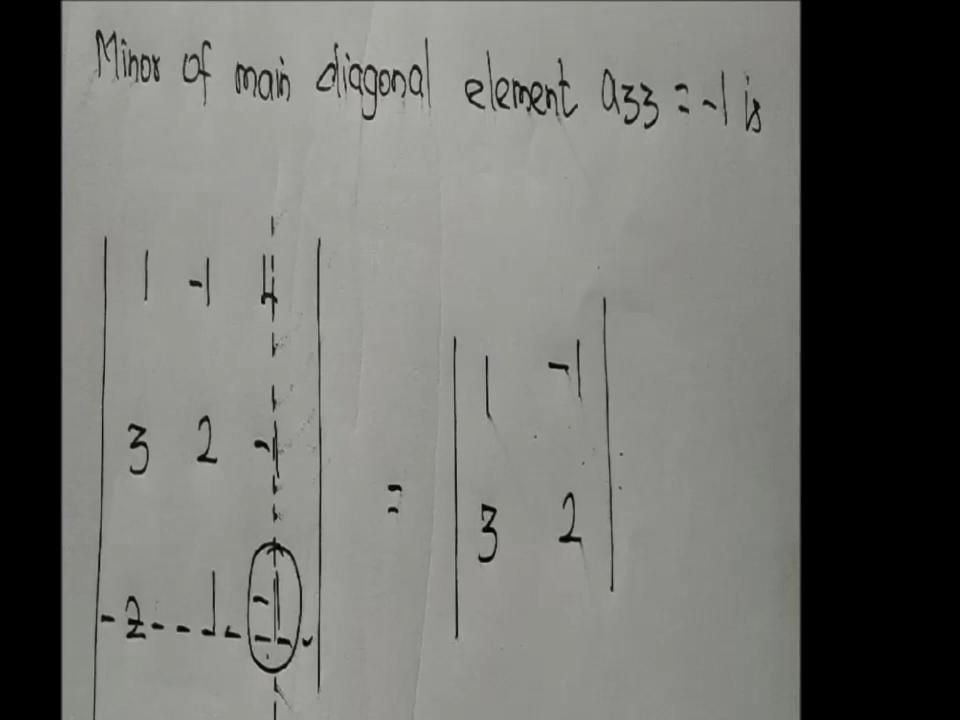 Minor of main diagonal element a33 = -1 is
| 1 -1 4 |
| 3 2 -1 | = | 1 -1 |
| 2 1 -1 | | 3 2 |